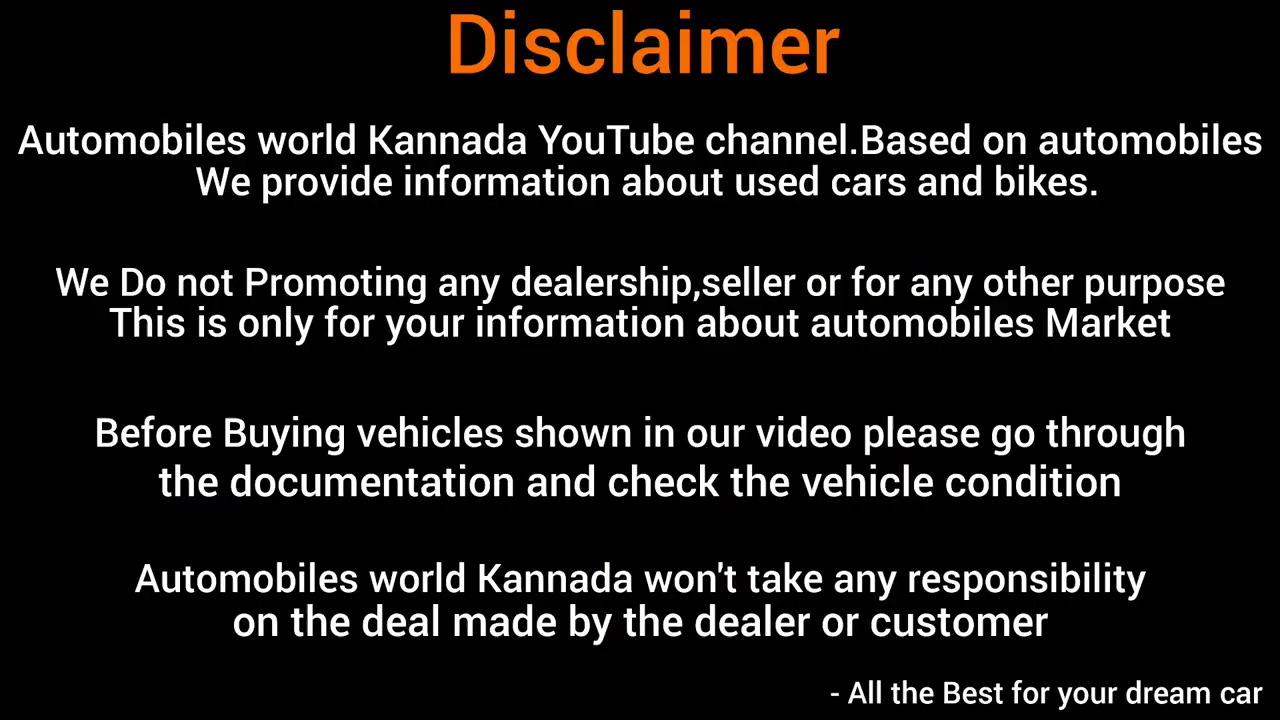 Disclaimer
Automobiles world Kannada YouTube channel.Based on automobiles
We provide information about used cars and bikes.
We Do not Promoting any dealership,seller or for any other purpose
This is only for your information about automobiles Market
Before Buying vehicles shown in our video please go through
the documentation and check the vehicle condition
Automobiles world Kannada won't take any responsibility
on the deal made by the dealer or customer
- All the Best for your dream car